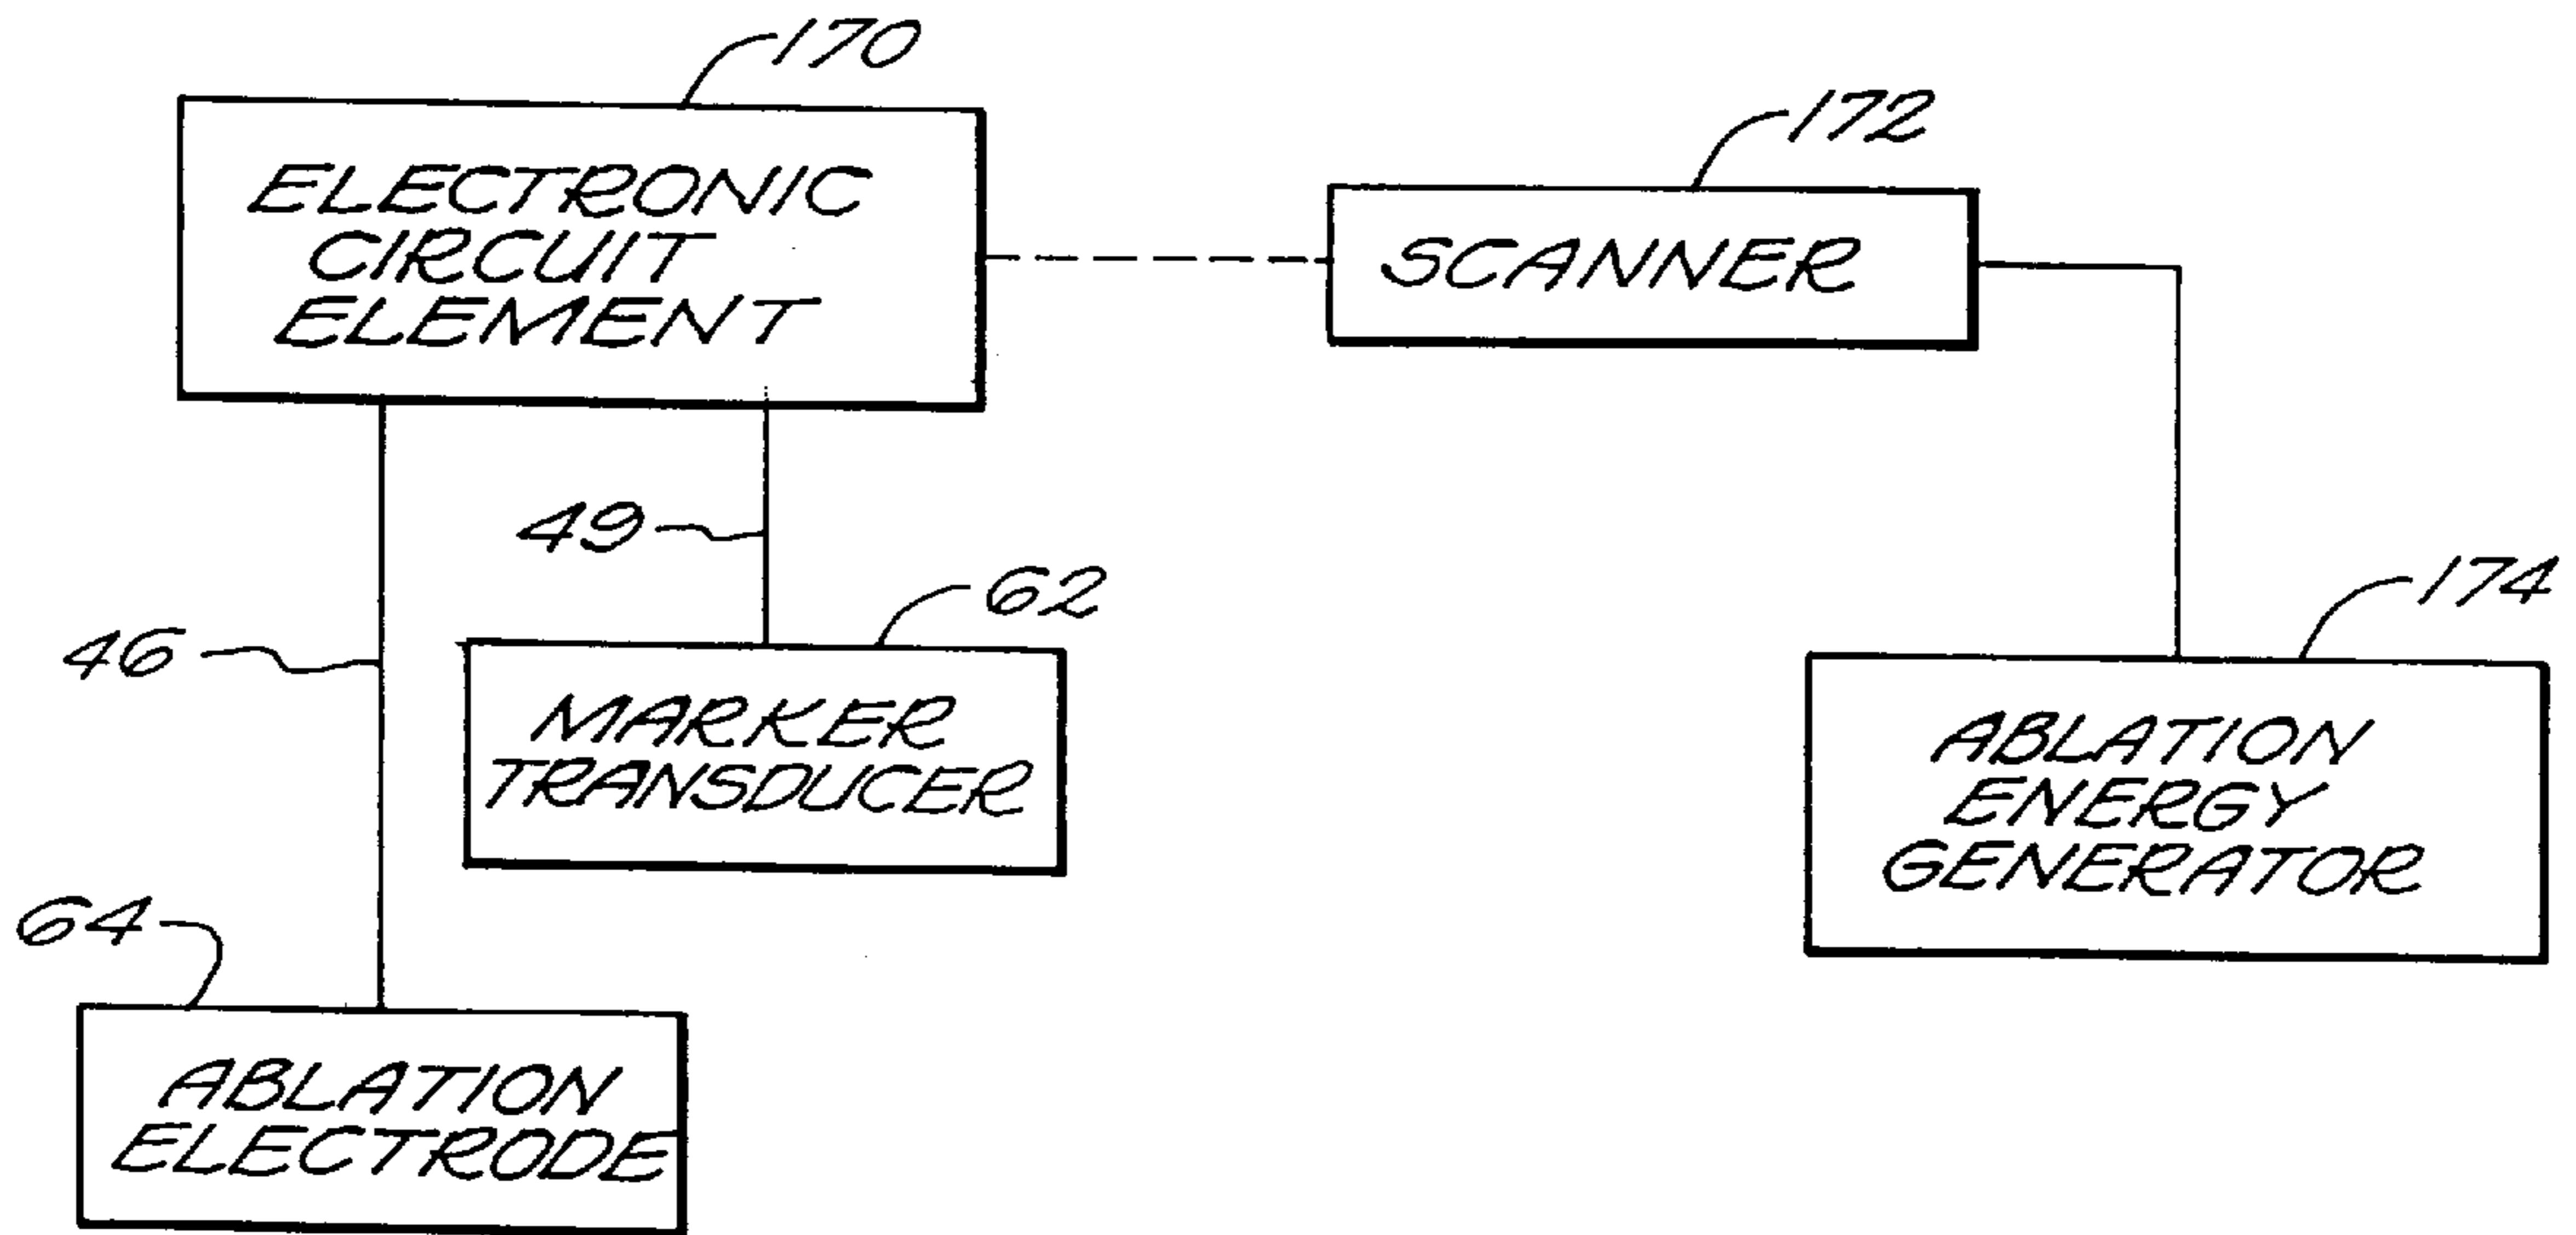 170
ELECTRONIC
CIRCUIT
ELEMENT
172
SCANNER
49
46
62
MARKER
TRANSDUCER
174
ABLATION
ENERGY
GENERATOR
64
ABLATION
ELECTRODE